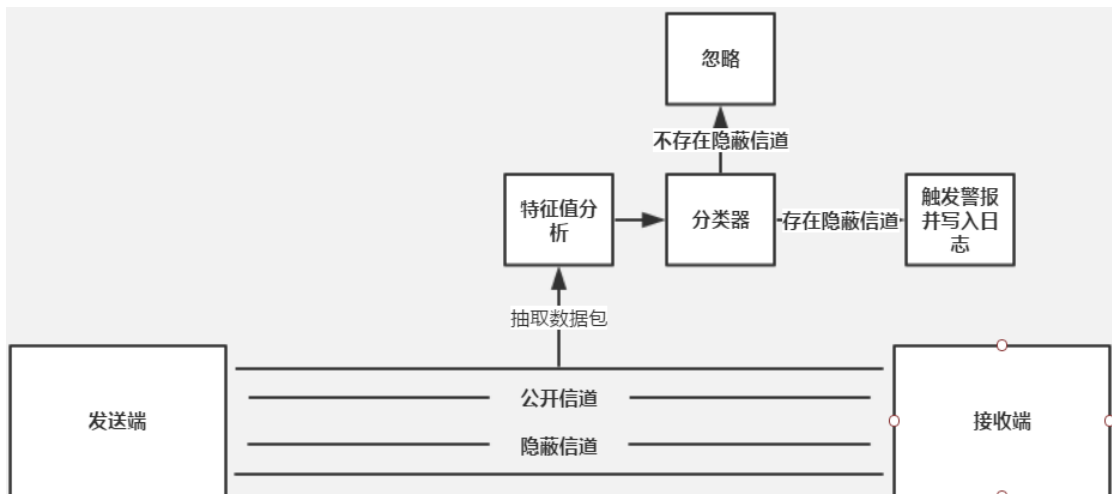 忽略
不存在隐蔽信道
特征值分
析
分类器
存在隐蔽信道
触发警报
并写入日
志
抽取数据包
发送端
公开信道
隐蔽信道
接收端